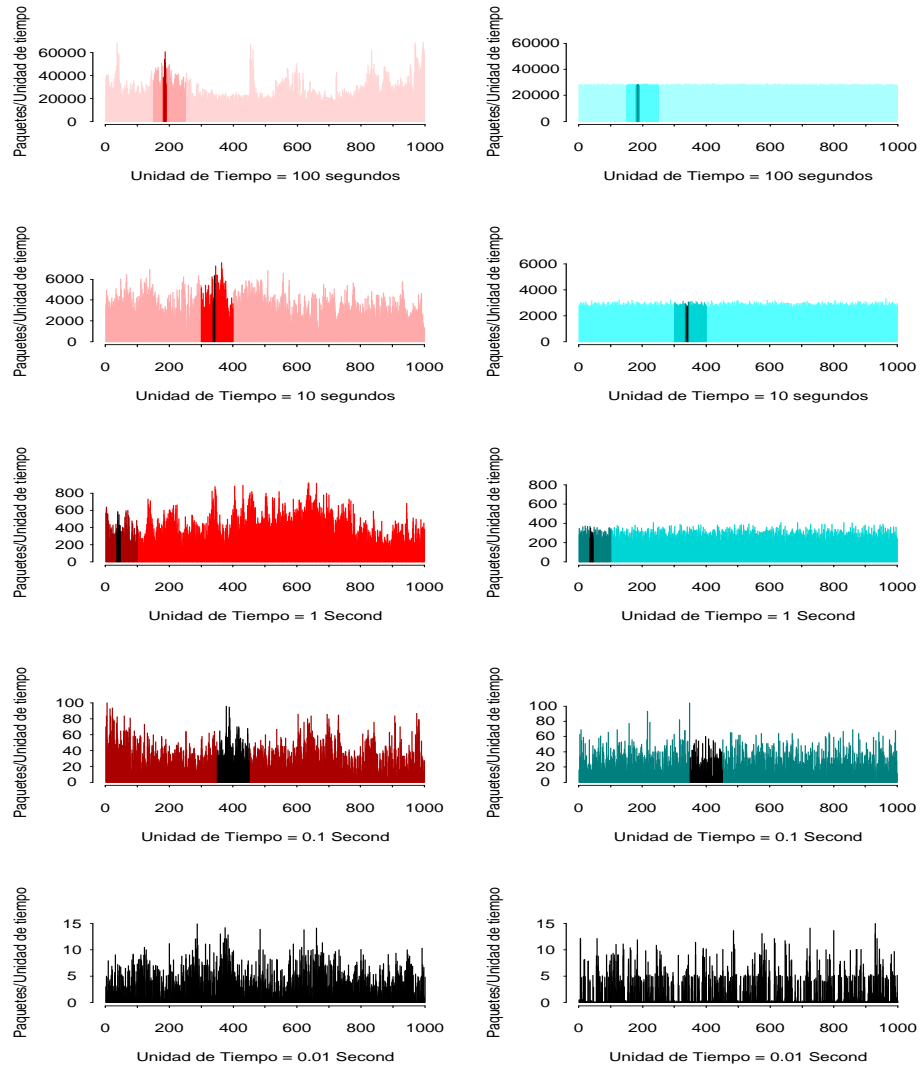 Paquetes/Unidad de tiempo
60000
40000
20000
0
0 200 400 600 800 1000
Unidad de Tiempo = 100 segundos
Paquetes/Unidad de tiempo
60000
40000
20000
0
0 200 400 600 800 1000
Unidad de Tiempo = 100 segundos
Paquetes/Unidad de tiempo
6000
4000
2000
0
0 200 400 600 800 1000
Unidad de Tiempo = 10 segundos
Paquetes/Unidad de tiempo
6000
4000
2000
0
0 200 400 600 800 1000
Unidad de Tiempo = 10 segundos
Paquetes/Unidad de tiempo
800
600
400
200
0
0 200 400 600 800 1000
Unidad de Tiempo = 1 Second
Paquetes/Unidad de tiempo
800
600
400
200
0
0 200 400 600 800 1000
Unidad de Tiempo = 1 Second
Paquetes/Unidad de tiempo
100
80
60
40
20
0
0 200 400 600 800 1000
Unidad de Tiempo = 0.1 Second
Paquetes/Unidad de tiempo
100
80
60
40
20
0
0 200 400 600 800 1000
Unidad de Tiempo = 0.1 Second
Paquetes/Unidad de tiempo
15
10
5
0
0 200 400 600 800 1000
Unidad de Tiempo = 0.01 Second
Paquetes/Unidad de tiempo
15
10
5
0
0 200 400 600 800 1000
Unidad de Tiempo = 0.01 Second